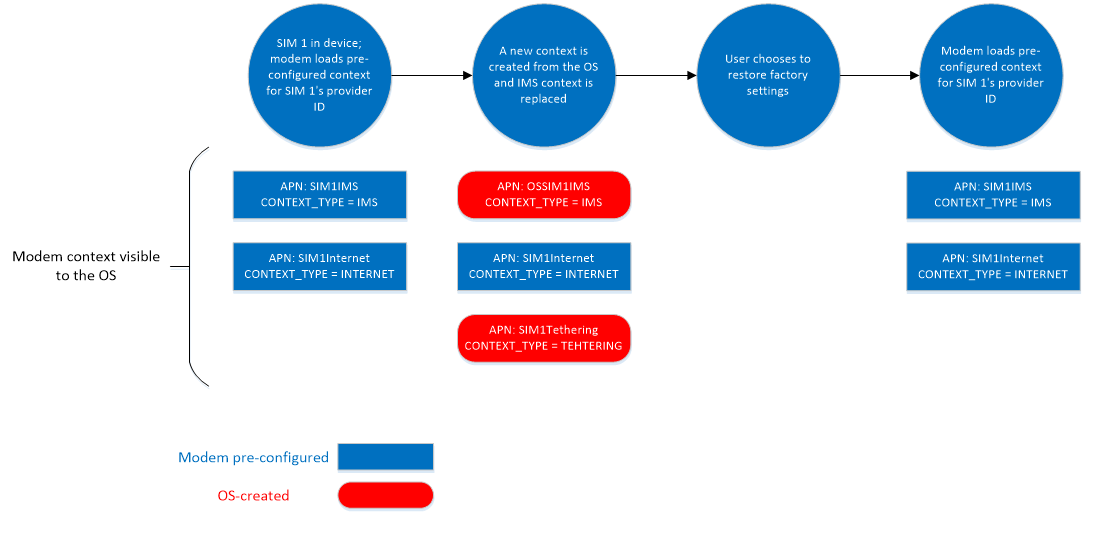 SIM 1 in device;
modem loads pre-
configured context
for SIM 1's provider
ID
A new context is
created from the OS
and IMS context is
replaced
User chooses to
restore factory
settings
Modem loads pre-
configured context
for SIM 1's provider
ID
Modem context visible
to the OS
APN: SIM1IMS
CONTEXT_TYPE = IMS
APN: OSSIM1IMS
CONTEXT_TYPE = IMS
APN: SIM1IMS
CONTEXT_TYPE = IMS
APN: SIM1Internet
CONTEXT_TYPE = INTERNET
APN: SIM1Internet
CONTEXT_TYPE = INTERNET
APN: SIM1Internet
CONTEXT_TYPE = INTERNET
APN: SIM1Tethering
CONTEXT_TYPE = TEHTERING
Modem pre-configured
OS-created